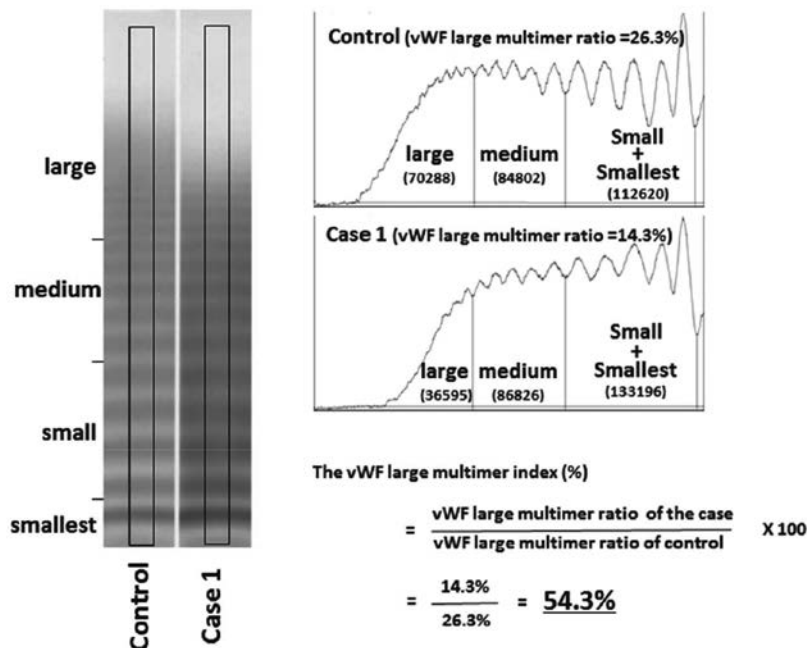 large
medium
small
smallest
Control
Case 1
Control (vWF large multimer ratio =26.3%)
large
(70288)
medium
(84802)
Small
+
Smallest
(112620)
Case 1 (vWF large multimer ratio =14.3%)
large
(36595)
medium
(86826)
Small
+
Smallest
(133196)
The vWF large multimer index (%)
= vWF large multimer ratio of the case
vWF large multimer ratio of control X 100
= 14.3%
26.3% = 54.3%